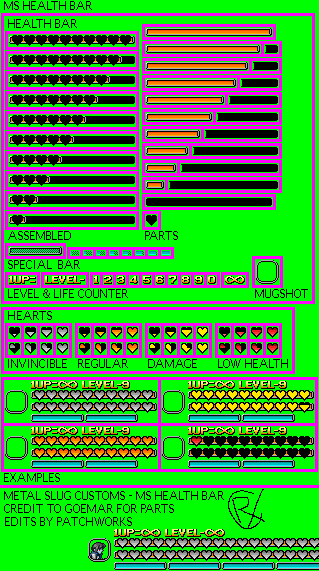 MS HEALTH BAR
HEALTH BAR
ASSEMBLED PARTS
SPECIAL BAR
1UP= LEVEL- 1 2 3 4 5 6 7 8 9 0 ∞
LEVEL & LIFE COUNTER MUGSHOT
HEARTS
INVINCIBLE REGULAR DAMAGE LOW HEALTH
1UP=∞ LEVEL-9 1UP=∞ LEVEL-9
1UP=∞ LEVEL-9 1UP=∞ LEVEL-9
EXAMPLES
METAL SLUG CUSTOMS - MS HEALTH BAR
CREDIT TO GOEMAR FOR PARTS
EDITS BY PATCHWORKS
1UP=∞ LEVEL-∞